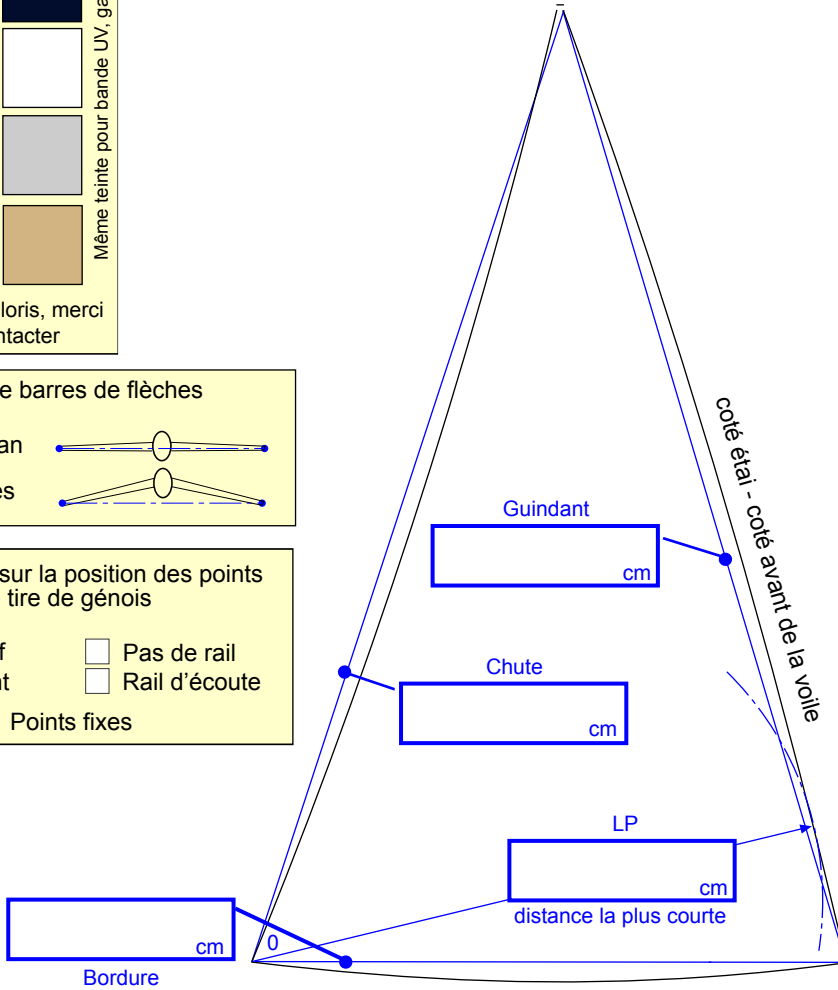 Même teinte pour bande UV,
loris, merci
ntacter
e barres de flèches
an
es
sur la position des points
tire de génois
Pas de rail
nt
Rail d'écoute
Points fixes
coté étai - coté avant de la voile
Guindant
cm
Chute
cm
LP
cm
distance la plus courte
0
cm
Bordure